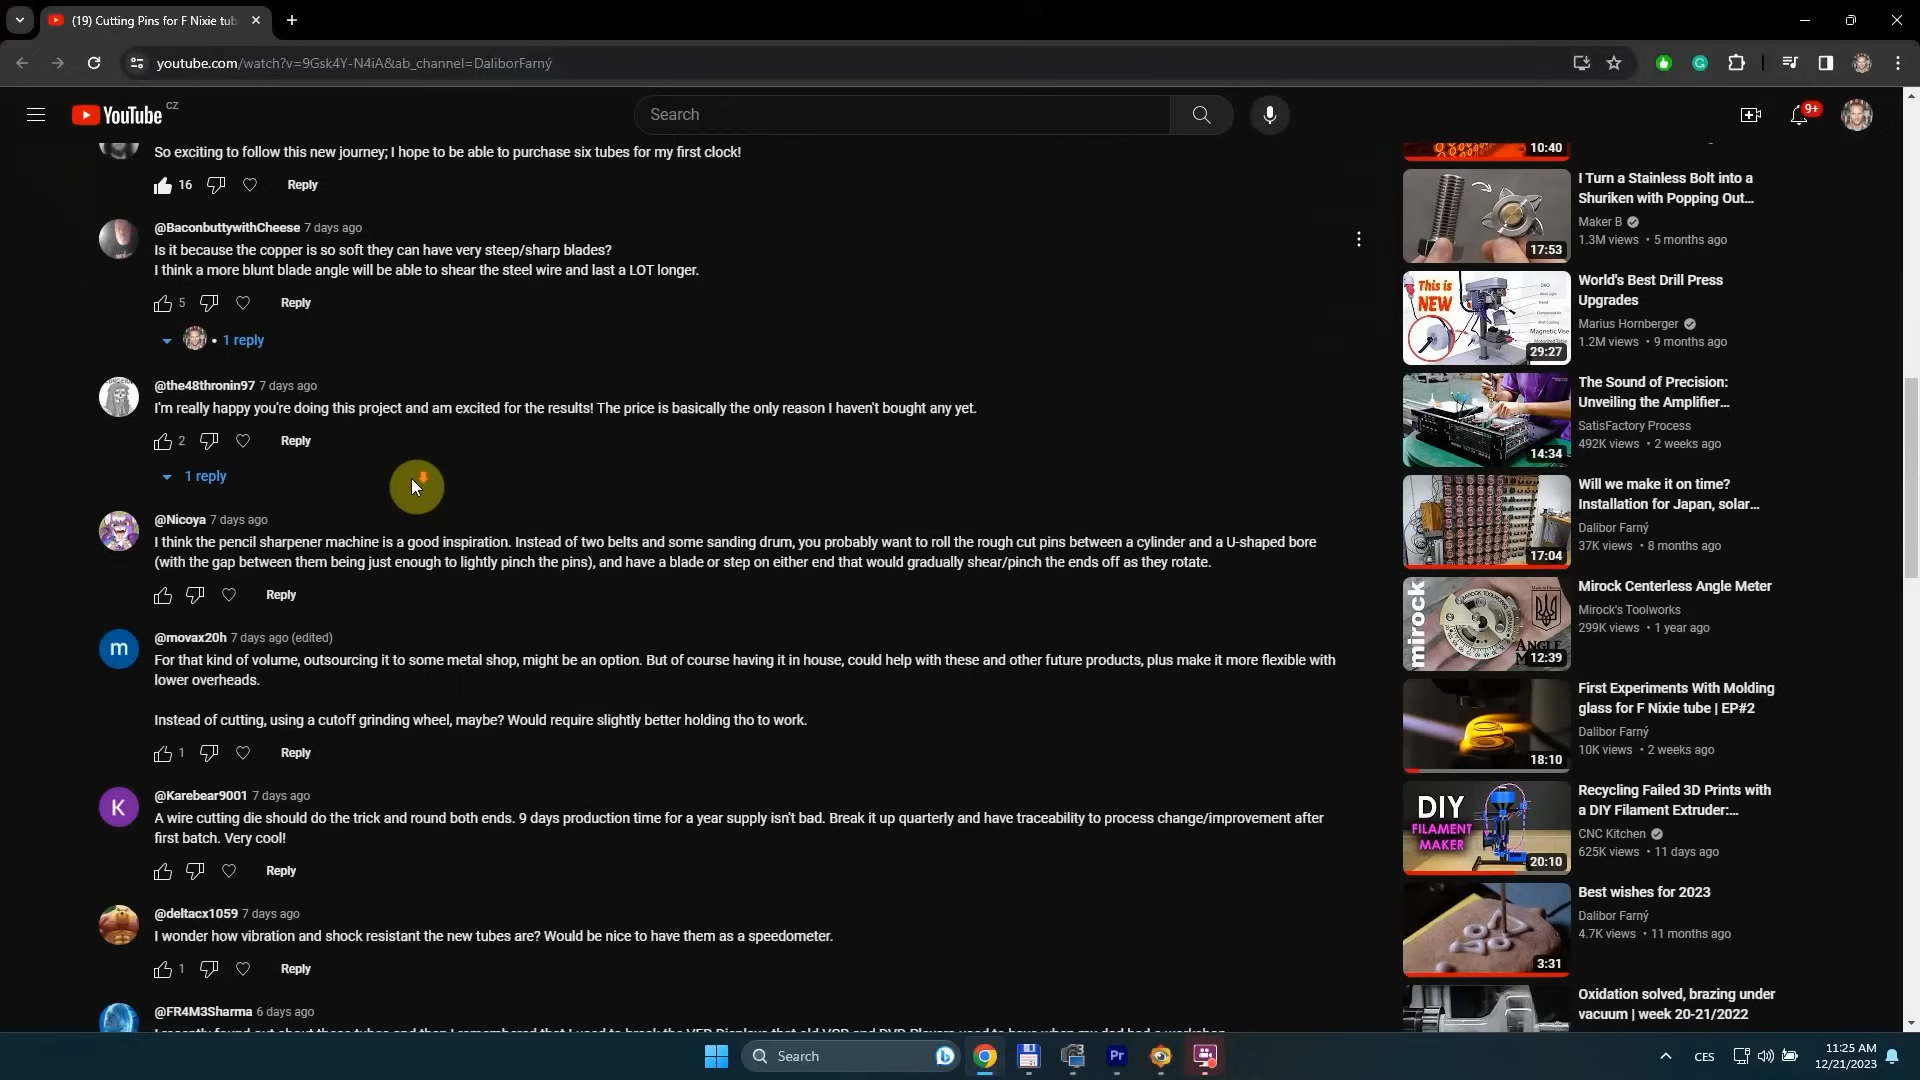 (19) Cutting Pins for F Nixie tub
youtube.com/watch?v=9Gsk4Y-N4iA&ab_channel=DaliborFarný
YouTube CZ
Search
9+
So exciting to follow this new journey; I hope to be able to purchase six tubes for my first clock!
16 Reply
@BaconbuttywithCheese 7 days ago
Is it because the copper is so soft they can have very steep/sharp blades?
I think a more blunt blade angle will be able to shear the steel wire and last a LOT longer.
5 Reply
• 1 reply
@the48thronin97 7 days ago
I'm really happy you're doing this project and am excited for the results! The price is basically the only reason I haven't bought any yet.
2 Reply
1 reply
@Nicoya 7 days ago
I think the pencil sharpener machine is a good inspiration. Instead of two belts and some sanding drum, you probably want to roll the rough cut pins between a cylinder and a U-shaped bore
(with the gap between them being just enough to lightly pinch the pins), and have a blade or step on either end that would gradually shear/pinch the ends off as they rotate.
Reply
m
@movax20h 7 days ago (edited)
For that kind of volume, outsourcing it to some metal shop, might be an option. But of course having it in house, could help with these and other future products, plus make it more flexible with
lower overheads.
Instead of cutting, using a cutoff grinding wheel, maybe? Would require slightly better holding tho to work.
1 Reply
K
@Karebear9001 7 days ago
A wire cutting die should do the trick and round both ends. 9 days production time for a year supply isn't bad. Break it up quarterly and have traceability to process change/improvement after
first batch. Very cool!
Reply
@deltacx1059 7 days ago
I wonder how vibration and shock resistant the new tubes are? Would be nice to have them as a speedometer.
1 Reply
@FR4M3Sharma 6 days ago
10:40
I Turn a Stainless Bolt into a
Shuriken with Popping Out...
Maker B
1.3M views • 5 months ago
17:53
World's Best Drill Press
Upgrades
Marius Hornberger
1.2M views • 9 months ago
This is
NEW
Magnetic Vise
29:27
The Sound of Precision:
Unveiling the Amplifier...
SatisFactory Process
492K views • 2 weeks ago
14:34
Will we make it on time?
Installation for Japan, solar...
Dalibor Farný
37K views • 8 months ago
17:04
Mirock Centerless Angle Meter
Mirock's Toolworks
299K views • 1 year ago
mirock
12:39
First Experiments With Molding
glass for F Nixie tube | EP#2
Dalibor Farný
10K views • 2 weeks ago
18:10
Recycling Failed 3D Prints with
a DIY Filament Extruder:...
CNC Kitchen
625K views • 11 days ago
DIY
FILAMENT
MAKER
20:10
Best wishes for 2023
Dalibor Farný
4.7K views • 11 months ago
3:31
Oxidation solved, brazing under
vacuum | week 20-21/2022
Search
Pr
CES
11:25 AM
12/21/2023